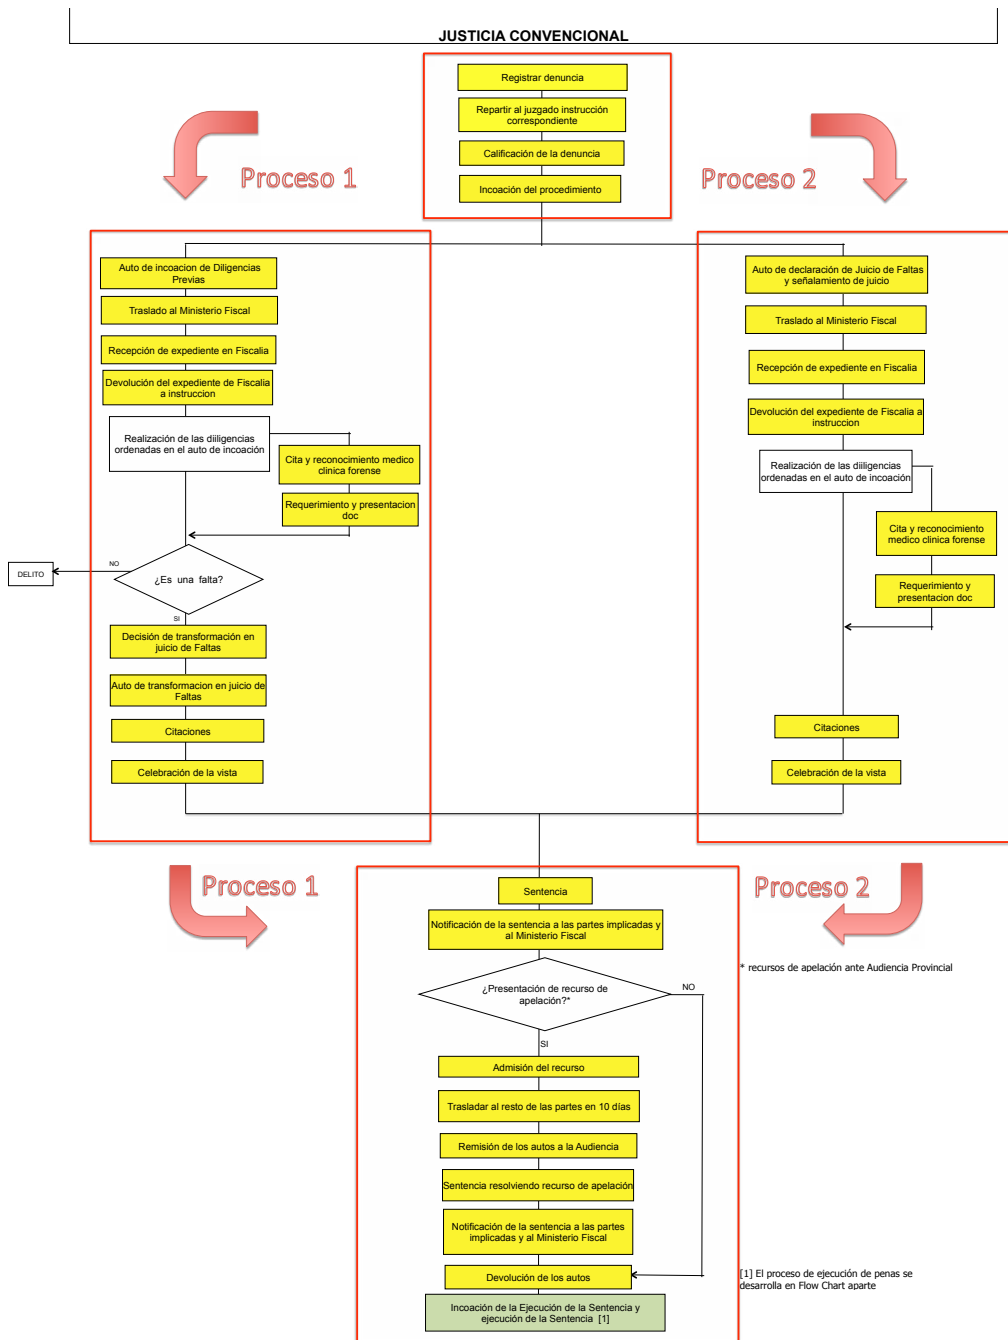 JUSTICIA CONVENCIONAL
Registrar denuncia
Repartir al juzgado instrucción
correspondiente
Calificación de la denuncia
Incoación del procedimiento
Proceso 1
Proceso 2
Auto de incoacion de Diligencias
Previas
Traslado al Ministerio Fiscal
Recepción de expediente en Fiscalia
Devolución del expediente de Fiscalia
a instruccion
Realización de las diiligencias
ordenadas en el auto de incoación
Cita y reconocimiento medico
clinica forense
Requerimiento y presentacion
doc
¿Es una falta?
NO
DELITO
SI
Decisión de transformación en
juicio de Faltas
Auto de transformacion en juicio de
Faltas
Citaciones
Celebración de la vista
Auto de declaración de Juicio de Faltas
y señalamiento de juicio
Traslado al Ministerio Fiscal
Recepción de expediente en Fiscalia
Devolución del expediente de Fiscalia a
instruccion
Realización de las diiligencias
ordenadas en el auto de incoación
Cita y reconocimiento
medico clinica forense
Requerimiento y
presentacion doc
Citaciones
Celebración de la vista
Proceso 1
Proceso 2
Sentencia
Notificación de la sentencia a las partes implicadas y
al Ministerio Fiscal
* recursos de apelación ante Audiencia Provincial
¿Presentación de recurso de
apelación?*
NO
SI
Admisión del recurso
Trasladar al resto de las partes en 10 días
Remisión de los autos a la Audiencia
Sentencia resolviendo recurso de apelación
Notificación de la sentencia a las partes
implicadas y al Ministerio Fiscal
Devolución de los autos
[1] El proceso de ejecución de penas se
desarrolla en Flow Chart aparte
Incoación de la Ejecución de la Sentencia y
ejecución de la Sentencia [1]